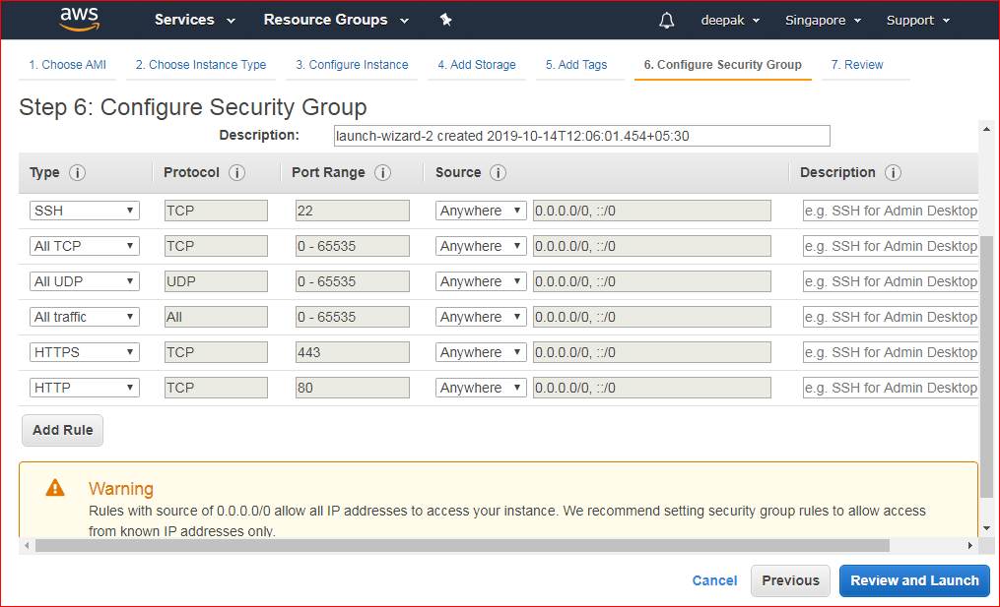 aws Services Resource Groups deepak Singapore Support
1. Choose AMI 2. Choose Instance Type 3. Configure Instance 4. Add Storage 5. Add Tags 6. Configure Security Group 7. Review
Step 6: Configure Security Group
Description: launch-wizard-2 created 2019-10-14T12:06:01.454+05:30
Type i Protocol i Port Range i Source i Description i
SSH TCP 22 Anywhere 0.0.0.0/0, ::/0 e.g. SSH for Admin Desktop
All TCP TCP 0 - 65535 Anywhere 0.0.0.0/0, ::/0 e.g. SSH for Admin Desktop
All UDP UDP 0 - 65535 Anywhere 0.0.0.0/0, ::/0 e.g. SSH for Admin Desktop
All traffic All 0 - 65535 Anywhere 0.0.0.0/0, ::/0 e.g. SSH for Admin Desktop
HTTPS TCP 443 Anywhere 0.0.0.0/0, ::/0 e.g. SSH for Admin Desktop
HTTP TCP 80 Anywhere 0.0.0.0/0, ::/0 e.g. SSH for Admin Desktop
Add Rule
Warning
Rules with source of 0.0.0.0/0 allow all IP addresses to access your instance. We recommend setting security group rules to allow access
from known IP addresses only.
Cancel Previous Review and Launch